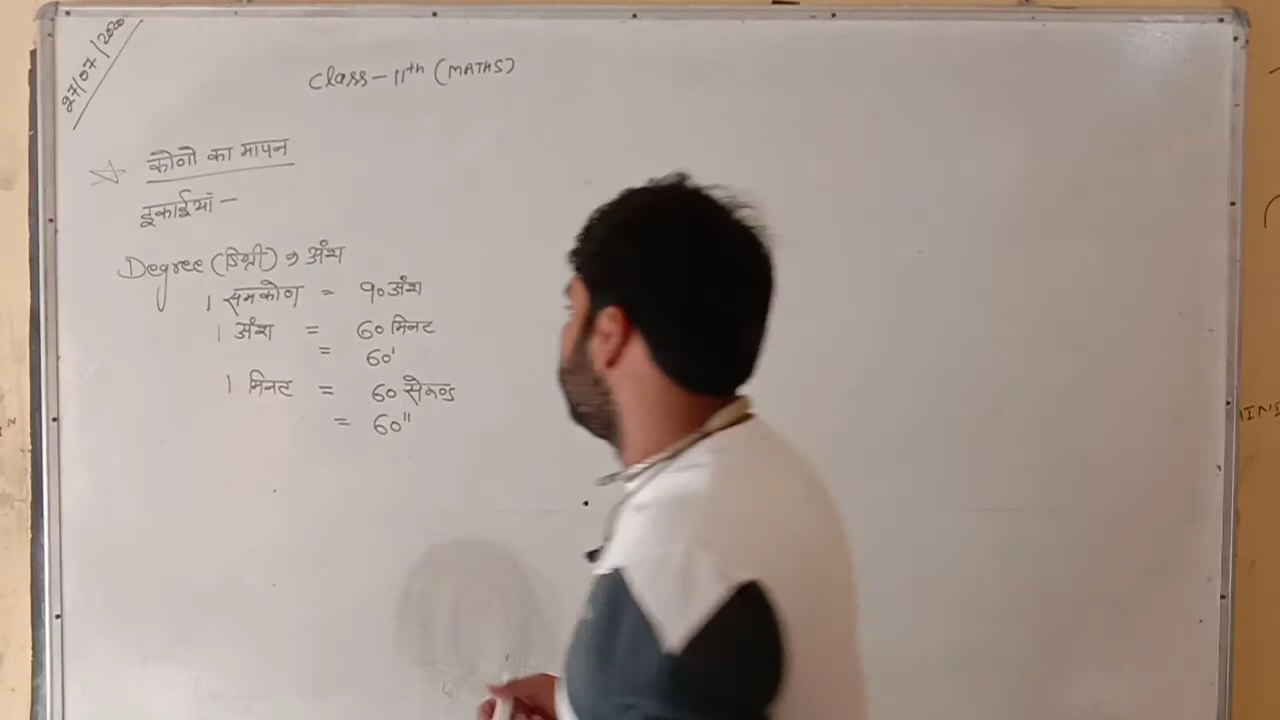 27/07/2020
Class - 11th (MATHS)
कोणो का मापन
इकाईयाँ -
Degree (डिग्री) अंश
1 समकोण = 90 अंश
1 अंश = 60 मिनट
= 60'
1 मिनट = 60 सेकण्ड
= 60"